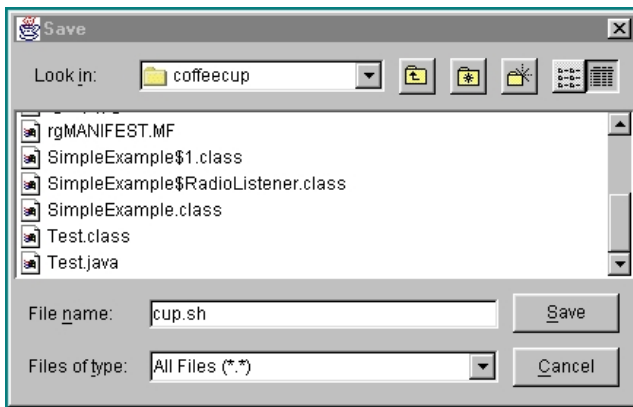 Save
Look in: coffeecup
rgMANIFEST.MF
SimpleExample$1.class
SimpleExample$RadioListener.class
SimpleExample.class
Test.class
Test.java
File name: cup.sh Save
Files of type: All Files (*.*) Cancel